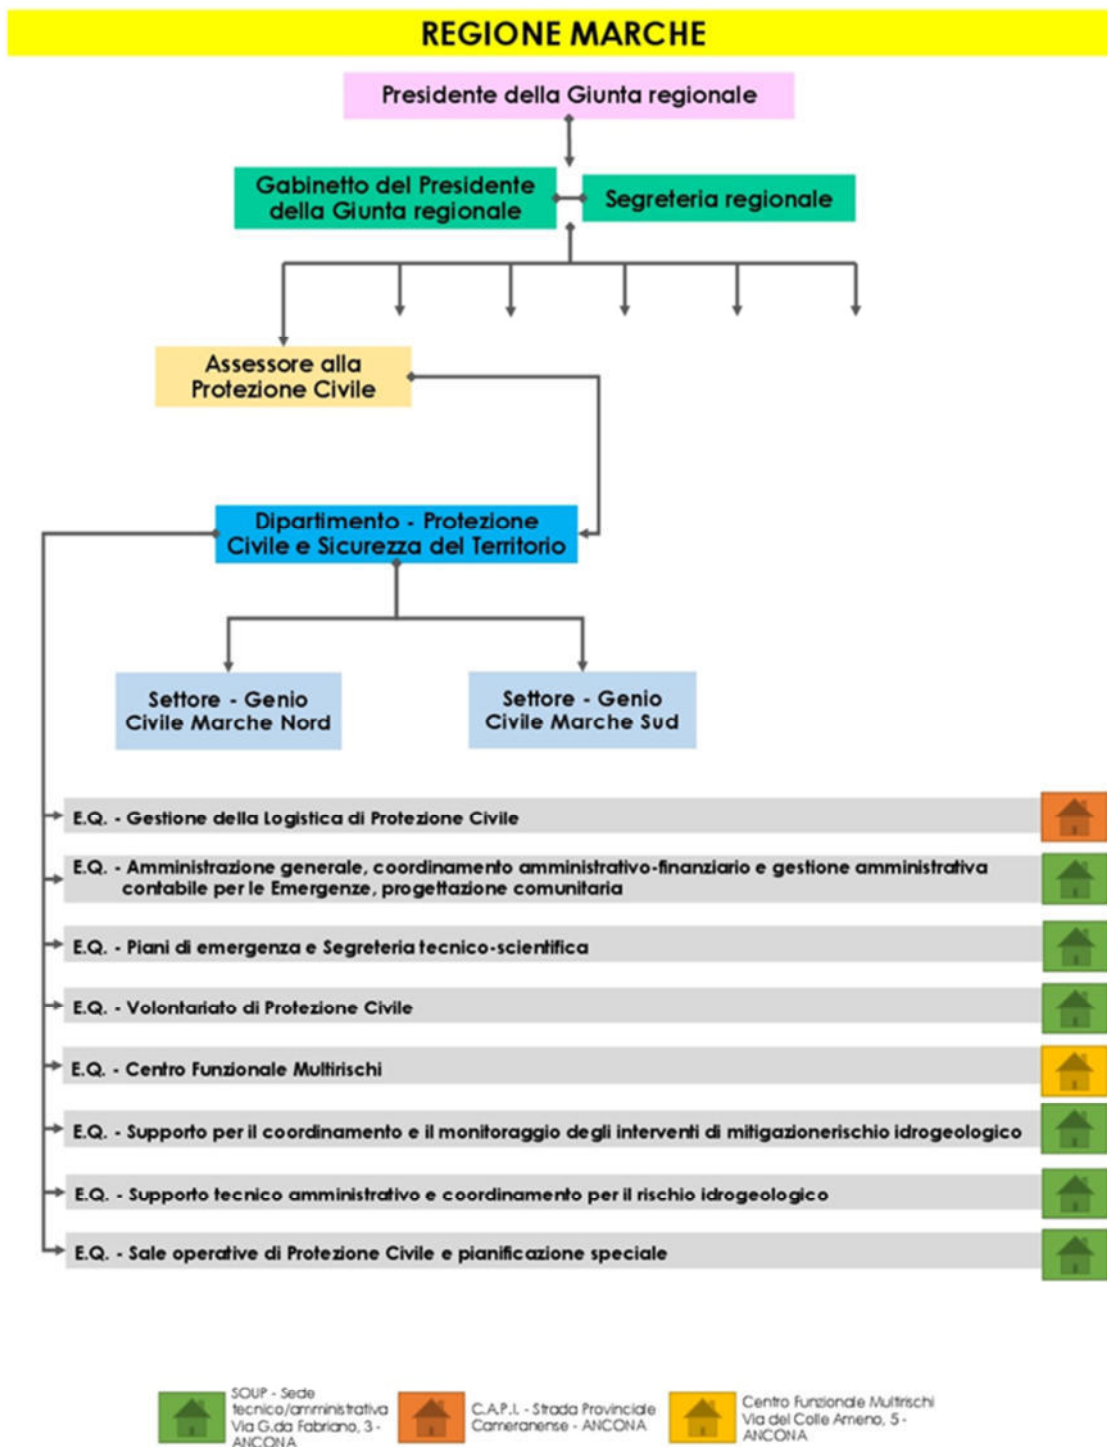 REGIONE MARCHE
Presidente della Giunta regionale
Gabinetto del Presidente
della Giunta regionale
Segreteria regionale
Assessore alla
Protezione Civile
Dipartimento - Protezione
Civile e Sicurezza del Territorio
Settore - Genio
Civile Marche Nord
Settore - Genio
Civile Marche Sud
E.Q. - Gestione della Logistica di Protezione Civile
E.Q. - Amministrazione generale, coordinamento amministrativo-finanziario e gestione amministrativa
contabile per le Emergenze, progettazione comunitaria
E.Q. - Piani di emergenza e Segreteria tecnico-scientifica
E.Q. - Volontariato di Protezione Civile
E.Q. - Centro Funzionale Multirischi
E.Q. - Supporto per il coordinamento e il monitoraggio degli interventi di mitigazionerischio idrogeologico
E.Q. - Supporto tecnico amministrativo e coordinamento per il rischio idrogeologico
E.Q. - Sale operative di Protezione Civile e pianificazione speciale
SOUP - Sede
tecnico/amministrativa
Via G.da Fabriano, 3 -
ANCONA
C.A.P.I. - Strada Provinciale
Cameranense - ANCONA
Centro Funzionale Multirischi
Via del Colle Ameno, 5 -
ANCONA